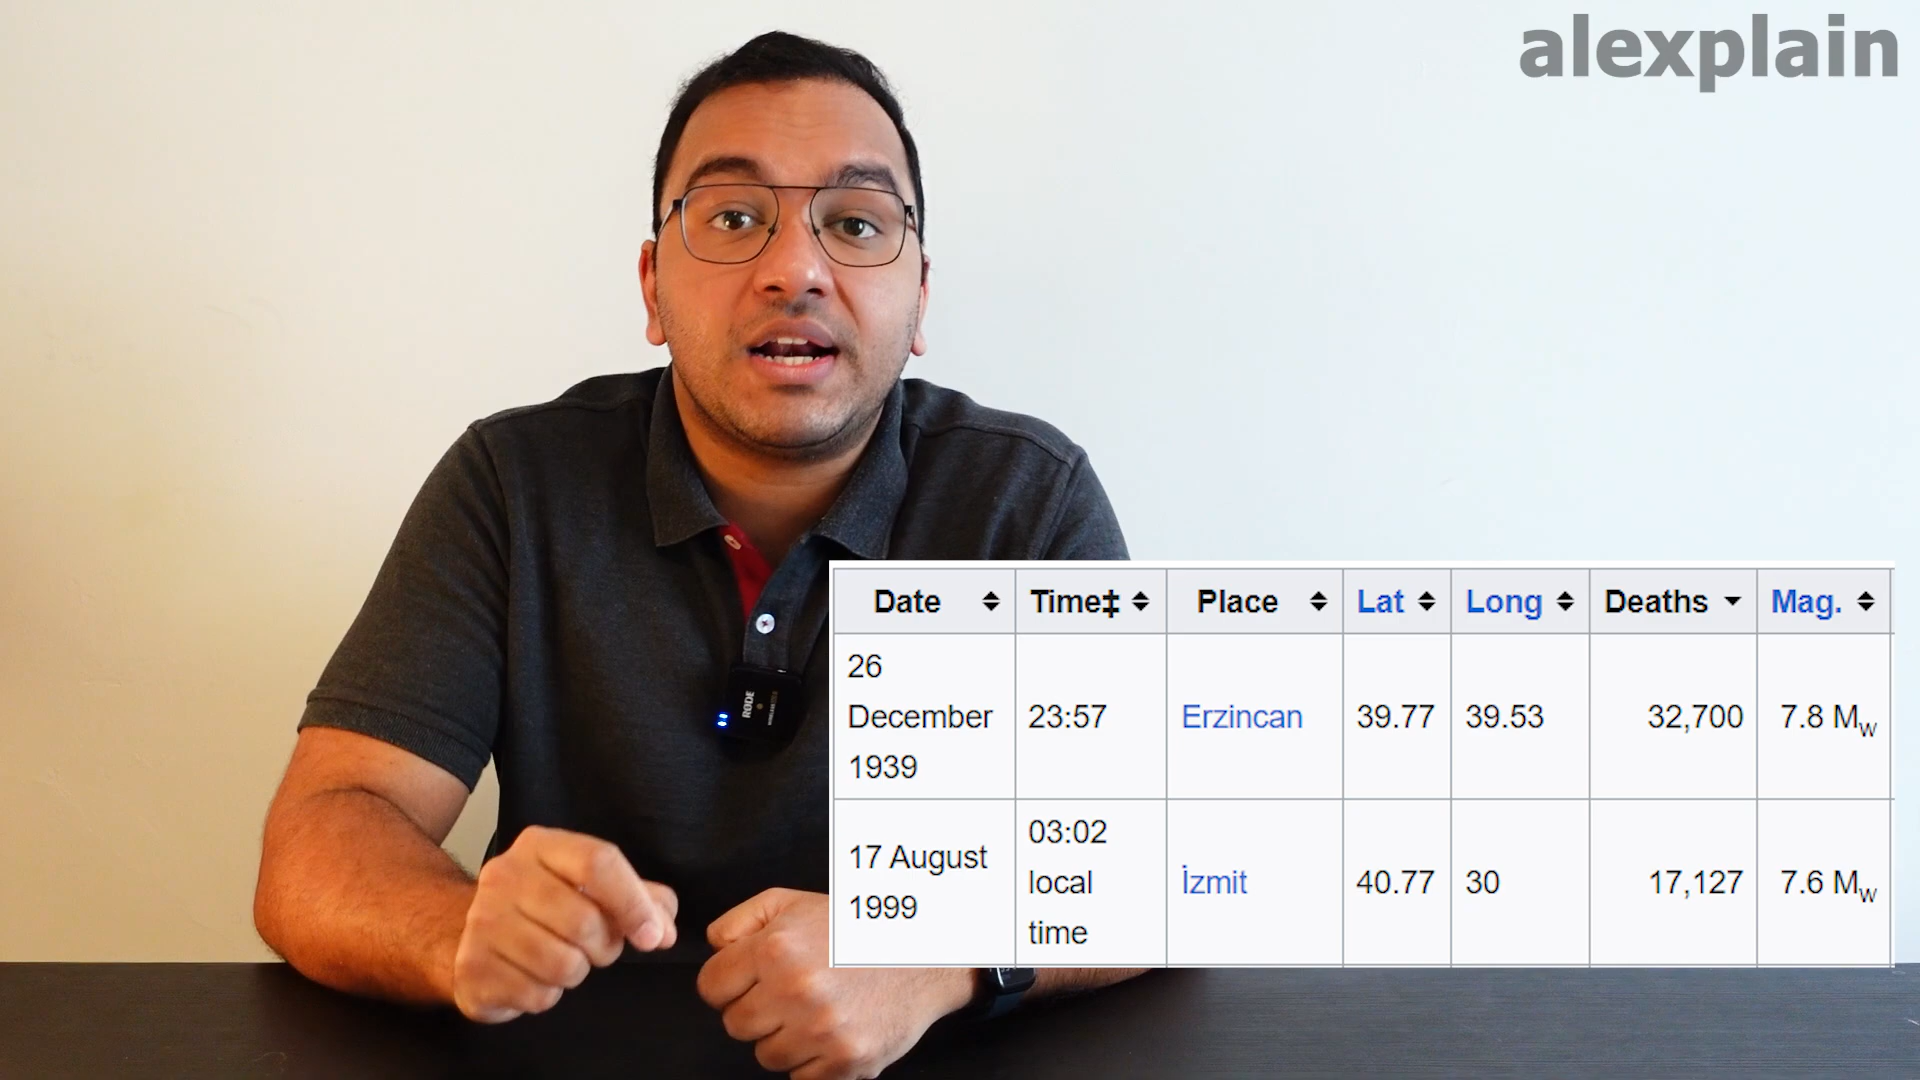 alexplain
Date Time‡ Place Lat Long Deaths Mag.
26 December 1939 23:57 Erzincan 39.77 39.53 32,700 7.8 Mw
17 August 1999 03:02 local time İzmit 40.77 30 17,127 7.6 Mw
RØDE